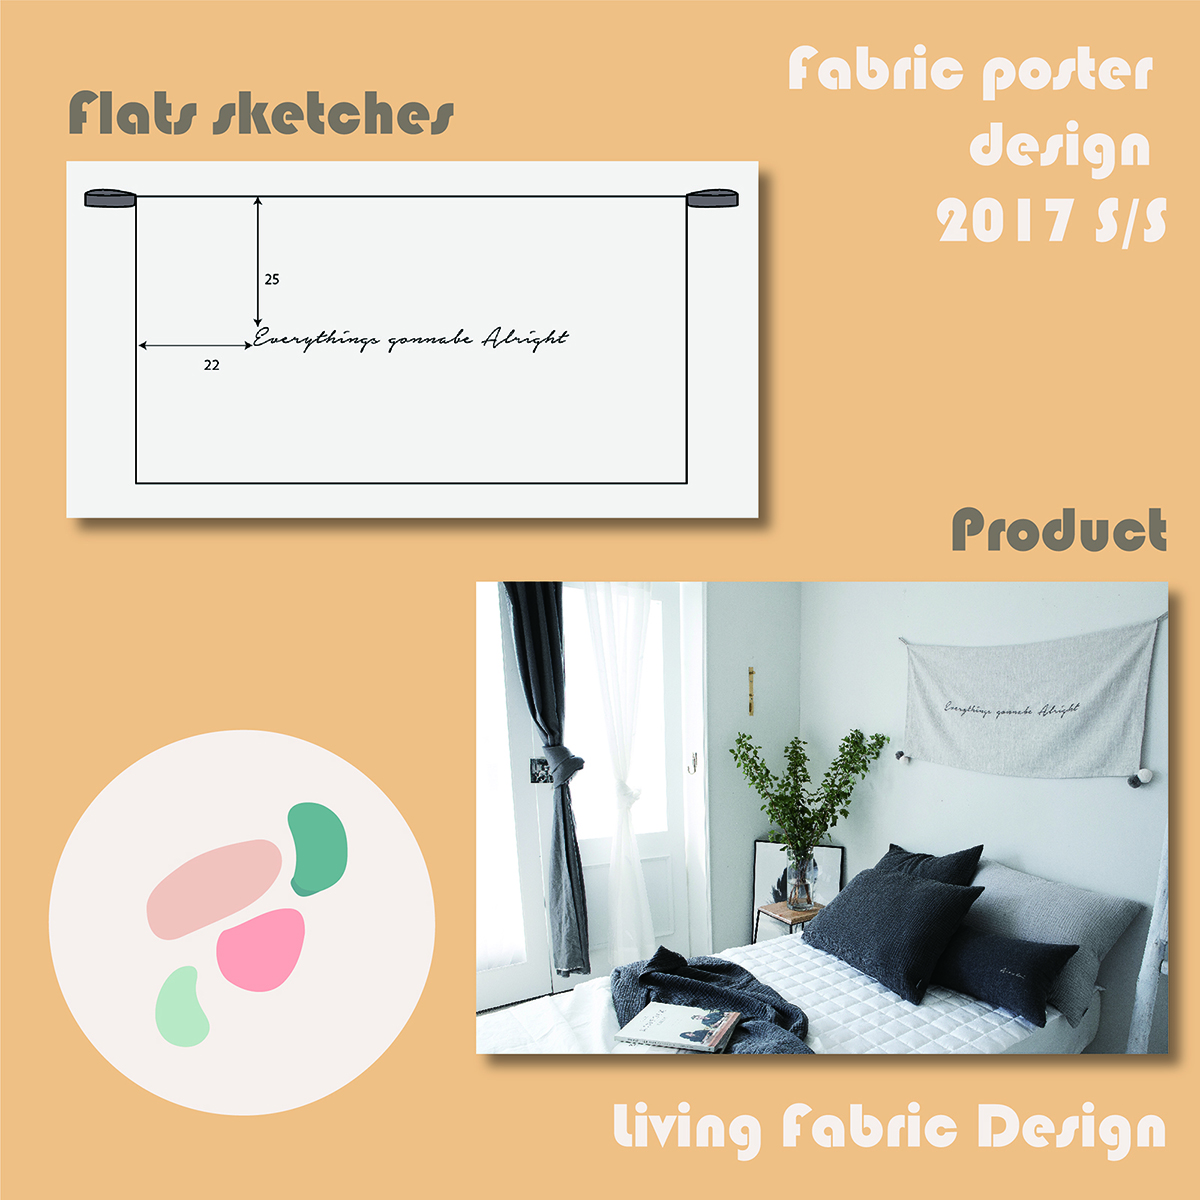 Fabric poster
design
2017 S/S
Flats sketches
25
Everythings gonnabe Alright
22
Product
Everythings gonnabe Alright
Living Fabric Design